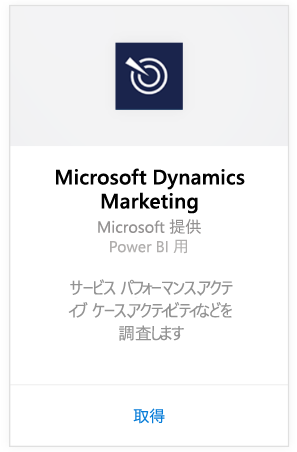 Microsoft Dynamics
Marketing
Microsoft 提供
Power BI 用
サービス パフォーマンス、アクテ
ィブ ケース、アクティビティなどを
調査します
取得